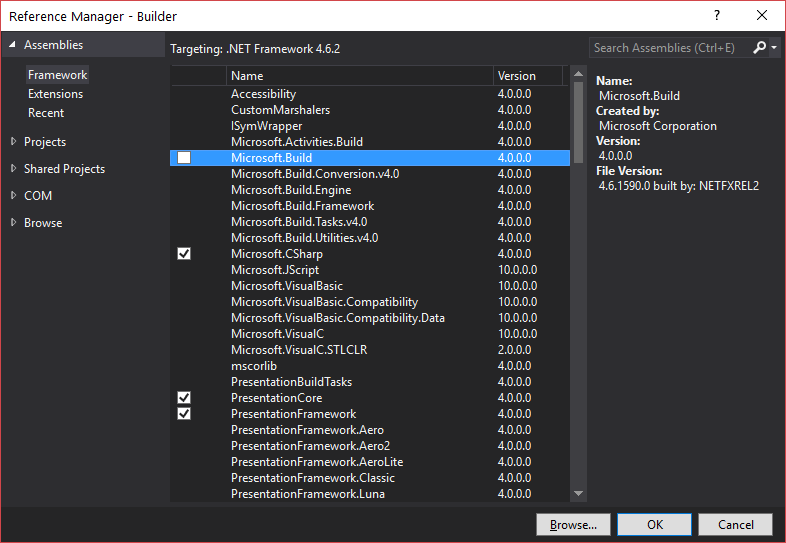 Reference Manager - Builder
Assemblies
Framework
Extensions
Recent
Projects
Shared Projects
COM
Browse
Targeting: .NET Framework 4.6.2
Name Version
Accessibility 4.0.0.0
CustomMarshalers 4.0.0.0
ISymWrapper 4.0.0.0
Microsoft.Activities.Build 4.0.0.0
Microsoft.Build 4.0.0.0
Microsoft.Build.Conversion.v4.0 4.0.0.0
Microsoft.Build.Engine 4.0.0.0
Microsoft.Build.Framework 4.0.0.0
Microsoft.Build.Tasks.v4.0 4.0.0.0
Microsoft.Build.Utilities.v4.0 4.0.0.0
Microsoft.CSharp 4.0.0.0
Microsoft.JScript 10.0.0.0
Microsoft.VisualBasic 10.0.0.0
Microsoft.VisualBasic.Compatibility 10.0.0.0
Microsoft.VisualBasic.Compatibility.Data 10.0.0.0
Microsoft.VisualC 10.0.0.0
Microsoft.VisualC.STLCLR 2.0.0.0
mscorlib 4.0.0.0
PresentationBuildTasks 4.0.0.0
PresentationCore 4.0.0.0
PresentationFramework 4.0.0.0
PresentationFramework.Aero 4.0.0.0
PresentationFramework.Aero2 4.0.0.0
PresentationFramework.AeroLite 4.0.0.0
PresentationFramework.Classic 4.0.0.0
PresentationFramework.Luna 4.0.0.0
Search Assemblies (Ctrl+E)
Name:
Microsoft.Build
Created by:
Microsoft Corporation
Version:
4.0.0.0
File Version:
4.6.1590.0 built by: NETFXREL2
Browse... OK Cancel